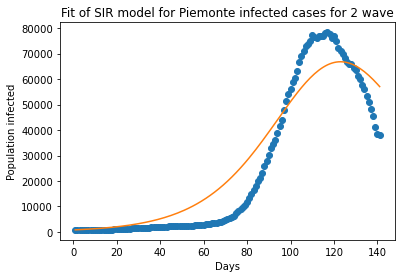 Fit of SIR model for Piemonte infected cases for 2 wave
80000
70000
60000
50000
40000
30000
20000
10000
0
Population infected
0 20 40 60 80 100 120 140
Days